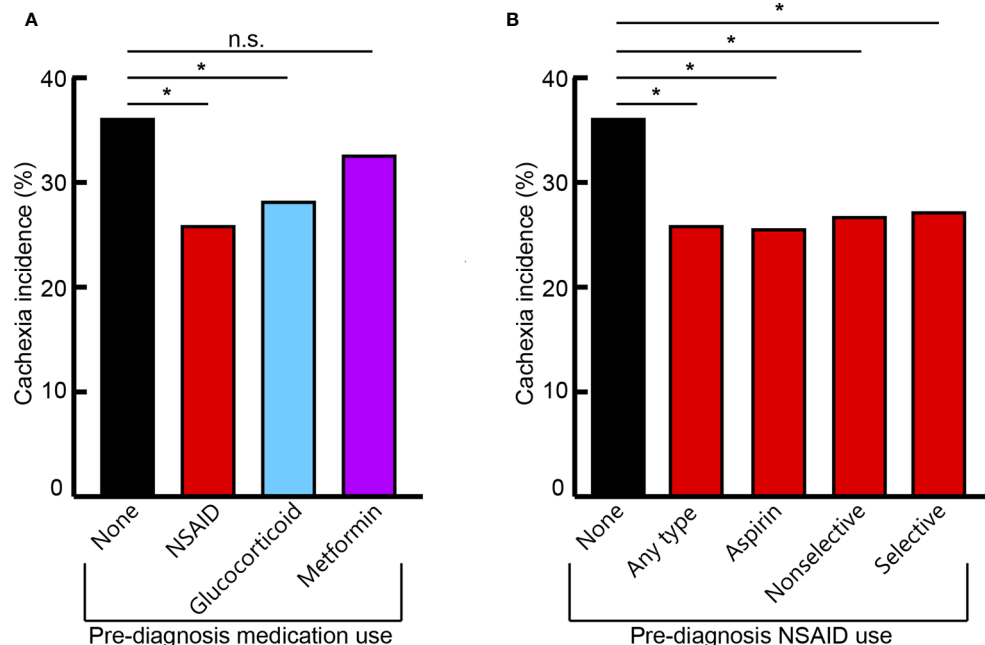 A
n.s.
*
*
40
30
20
10
0
Cachexia incidence (%)
None
NSAID
Glucocorticoid
Metformin
Pre-diagnosis medication use
B
*
*
*
*
40
30
20
10
0
Cachexia incidence (%)
None
Any type
Aspirin
Nonselective
Selective
Pre-diagnosis NSAID use